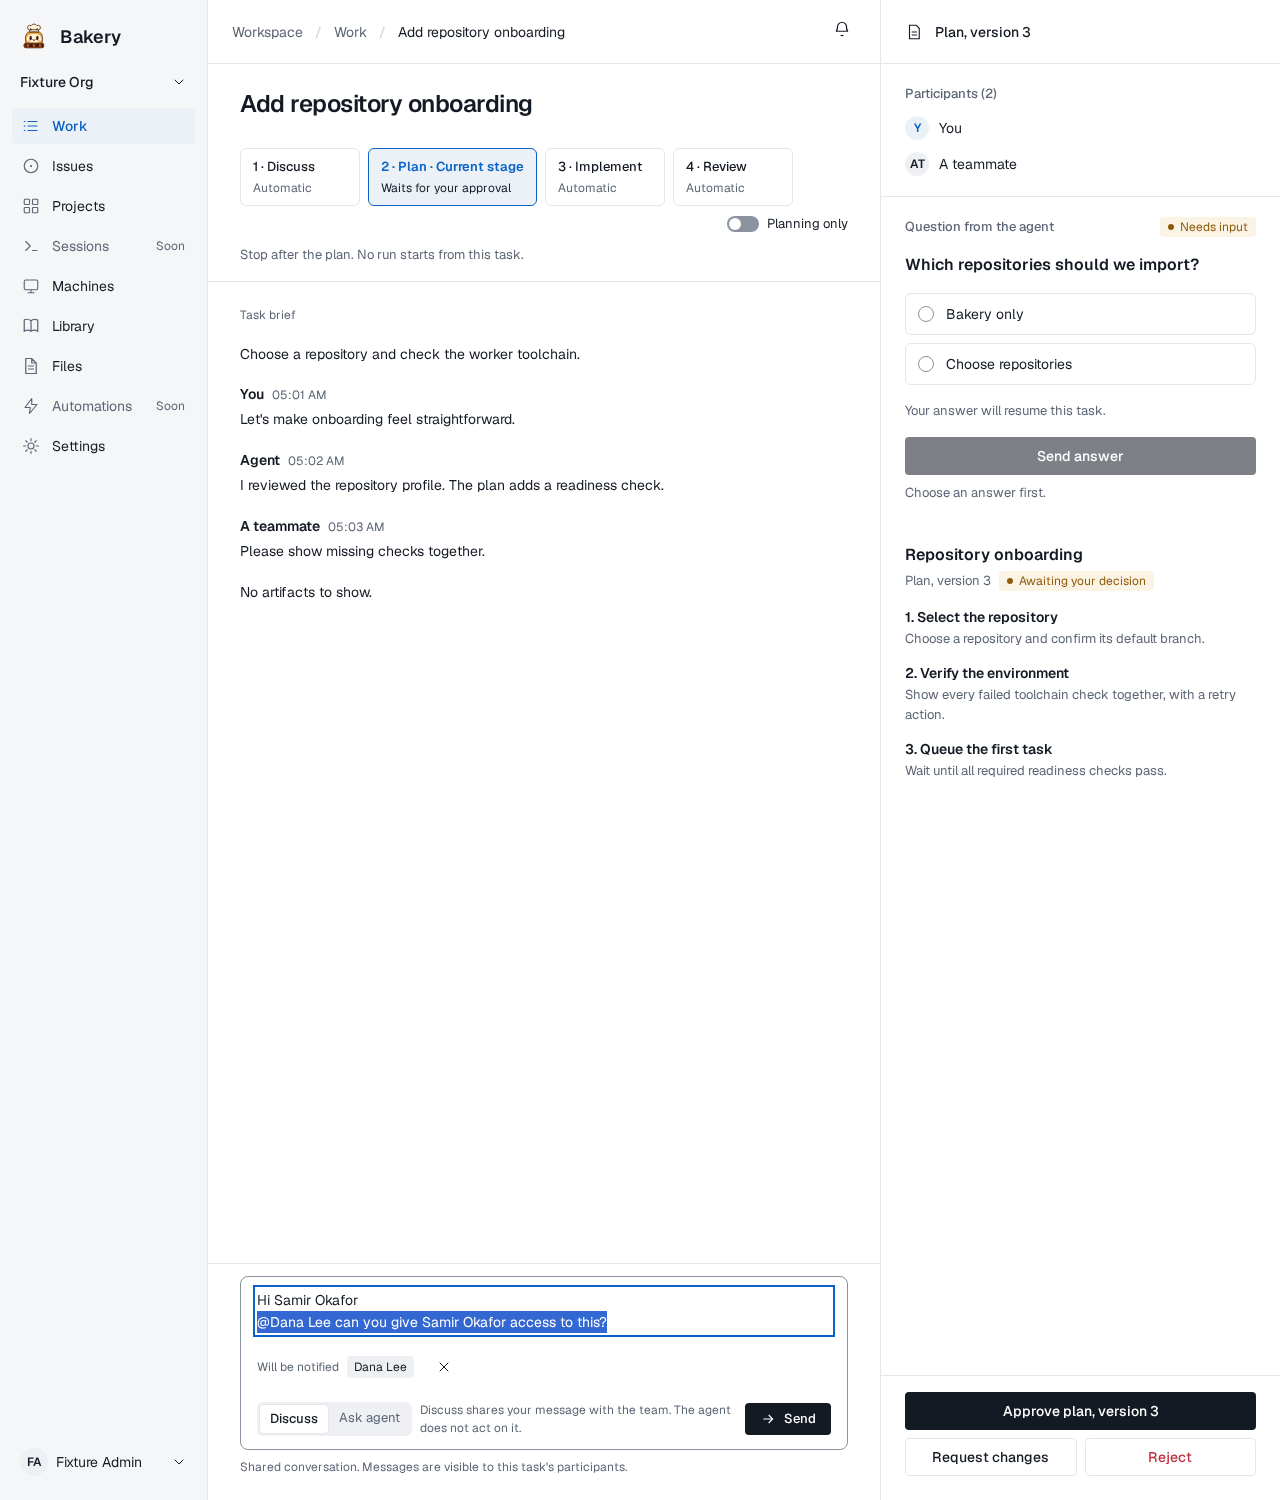 Bakery
Fixture Org
Work
Issues
Projects
Sessions Soon
Machines
Library
Files
Automations Soon
Settings
FA Fixture Admin
Workspace / Work / Add repository onboarding
Add repository onboarding
1 · Discuss
Automatic
2 · Plan · Current stage
Waits for your approval
3 · Implement
Automatic
4 · Review
Automatic
Planning only
Stop after the plan. No run starts from this task.
Task brief
Choose a repository and check the worker toolchain.
You 05:01 AM
Let's make onboarding feel straightforward.
Agent 05:02 AM
I reviewed the repository profile. The plan adds a readiness check.
A teammate 05:03 AM
Please show missing checks together.
No artifacts to show.
Hi Samir Okafor
@Dana Lee can you give Samir Okafor access to this?
Will be notified Dana Lee
Discuss Ask agent
Discuss shares your message with the team. The agent
does not act on it.
Send
Shared conversation. Messages are visible to this task's participants.
Plan, version 3
Participants (2)
Y You
AT A teammate
Question from the agent Needs input
Which repositories should we import?
Bakery only
Choose repositories
Your answer will resume this task.
Send answer
Choose an answer first.
Repository onboarding
Plan, version 3 Awaiting your decision
1. Select the repository
Choose a repository and confirm its default branch.
2. Verify the environment
Show every failed toolchain check together, with a retry
action.
3. Queue the first task
Wait until all required readiness checks pass.
Approve plan, version 3
Request changes Reject